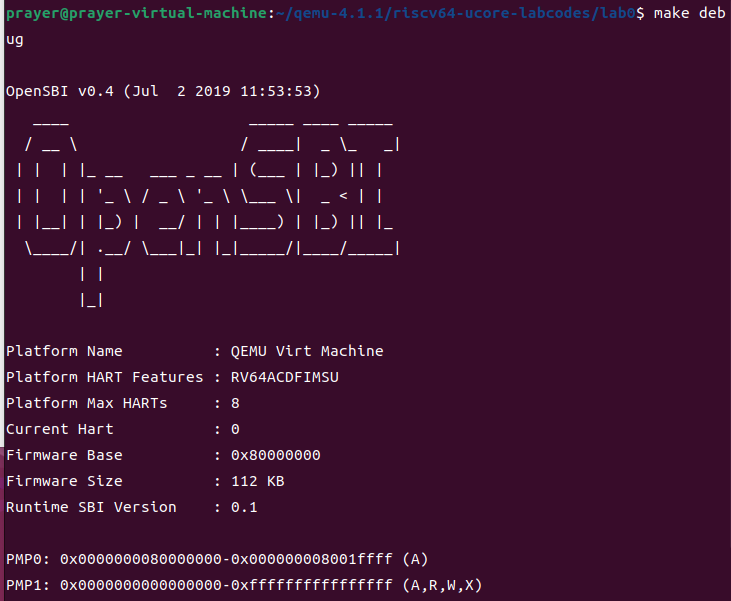 prayer@prayer-virtual-machine:~/qemu-4.1.1/riscv64-ucore-labcodes/lab0$ make deb
ug
OpenSBI v0.4 (Jul  2 2019 11:53:53)
   ____                    _____ ____ _____
  / __ \                  / ____|  _ \_   _|
 | |  | |_ __   ___ _ __ | (___ | |_) || |
 | |  | | '_ \ / _ \ '_ \ \___ \|  _ < | |
 | |__| | |_) |  __/ | | |____) | |_) || |_
  \____/| .__/ \___|_| |_|_____/|____/_____|
        | |
        |_|
Platform Name          : QEMU Virt Machine
Platform HART Features : RV64ACDFIMSU
Platform Max HARTs     : 8
Current Hart           : 0
Firmware Base          : 0x80000000
Firmware Size          : 112 KB
Runtime SBI Version    : 0.1
PMP0: 0x0000000080000000-0x000000008001ffff (A)
PMP1: 0x0000000000000000-0xffffffffffffffff (A,R,W,X)